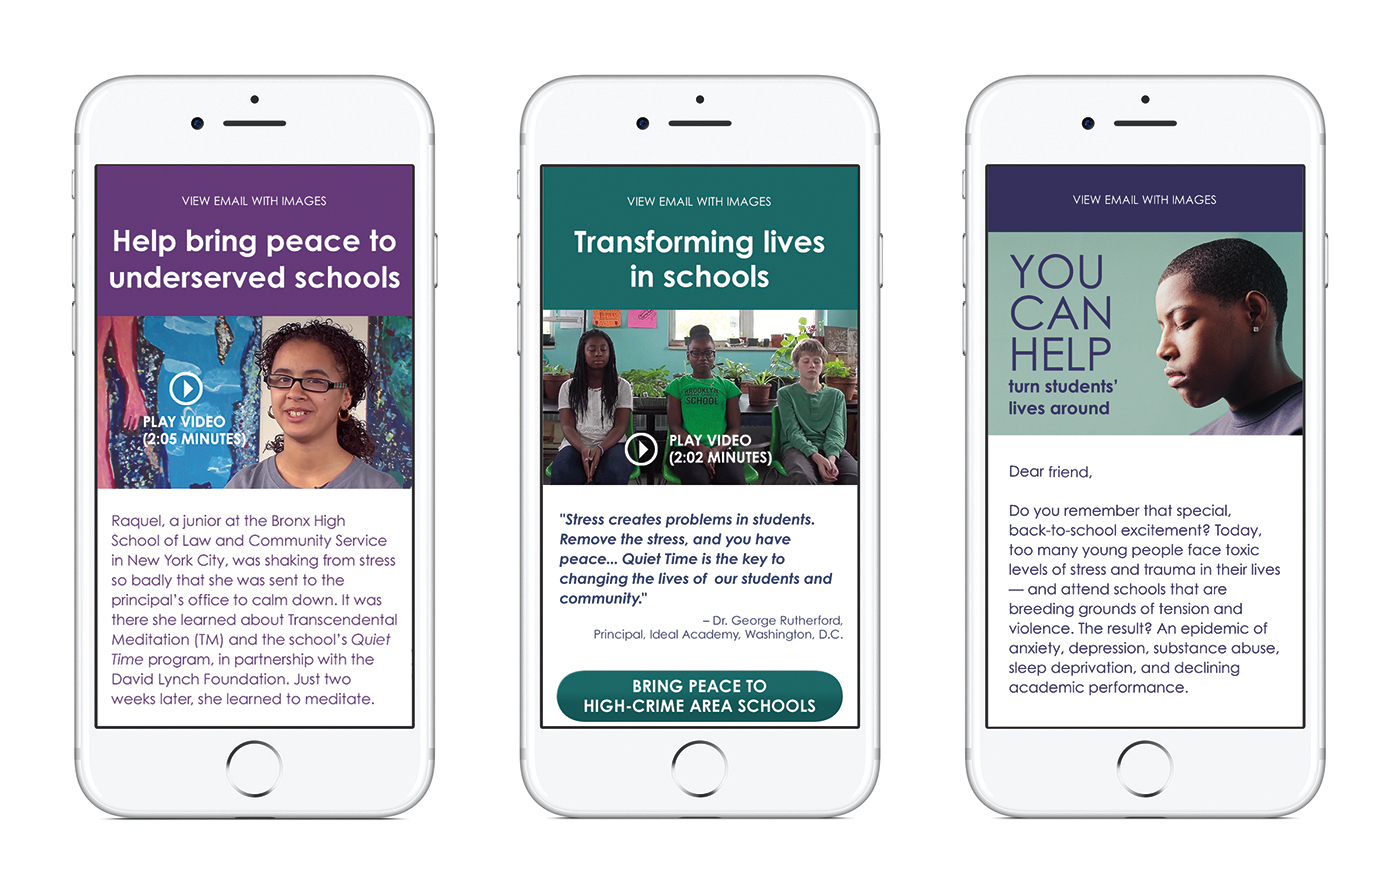 VIEW EMAIL WITH IMAGES
Help bring peace to
underserved schools
PLAY VIDEO
(2:05 MINUTES)
Raquel, a junior at the Bronx High
School of Law and Community Service
in New York City, was shaking from stress
so badly that she was sent to the
principal's office to calm down. It was
there she learned about Transcendental
Meditation (TM) and the school's Quiet
Time program, in partnership with the
David Lynch Foundation. Just two
weeks later, she learned to meditate.
VIEW EMAIL WITH IMAGES
Transforming lives
in schools
BROOKLYN
SCHOOL
PLAY VIDEO
(2:02 MINUTES)
"Stress creates problems in students.
Remove the stress, and you have
peace... Quiet Time is the key to
changing the lives of our students and
community."
– Dr. George Rutherford,
Principal, Ideal Academy, Washington, D.C.
BRING PEACE TO
HIGH-CRIME AREA SCHOOLS
VIEW EMAIL WITH IMAGES
YOU
CAN
HELP
turn students'
lives around
Dear friend,
Do you remember that special,
back-to-school excitement? Today,
too many young people face toxic
levels of stress and trauma in their lives
— and attend schools that are
breeding grounds of tension and
violence. The result? An epidemic of
anxiety, depression, substance abuse,
sleep deprivation, and declining
academic performance.